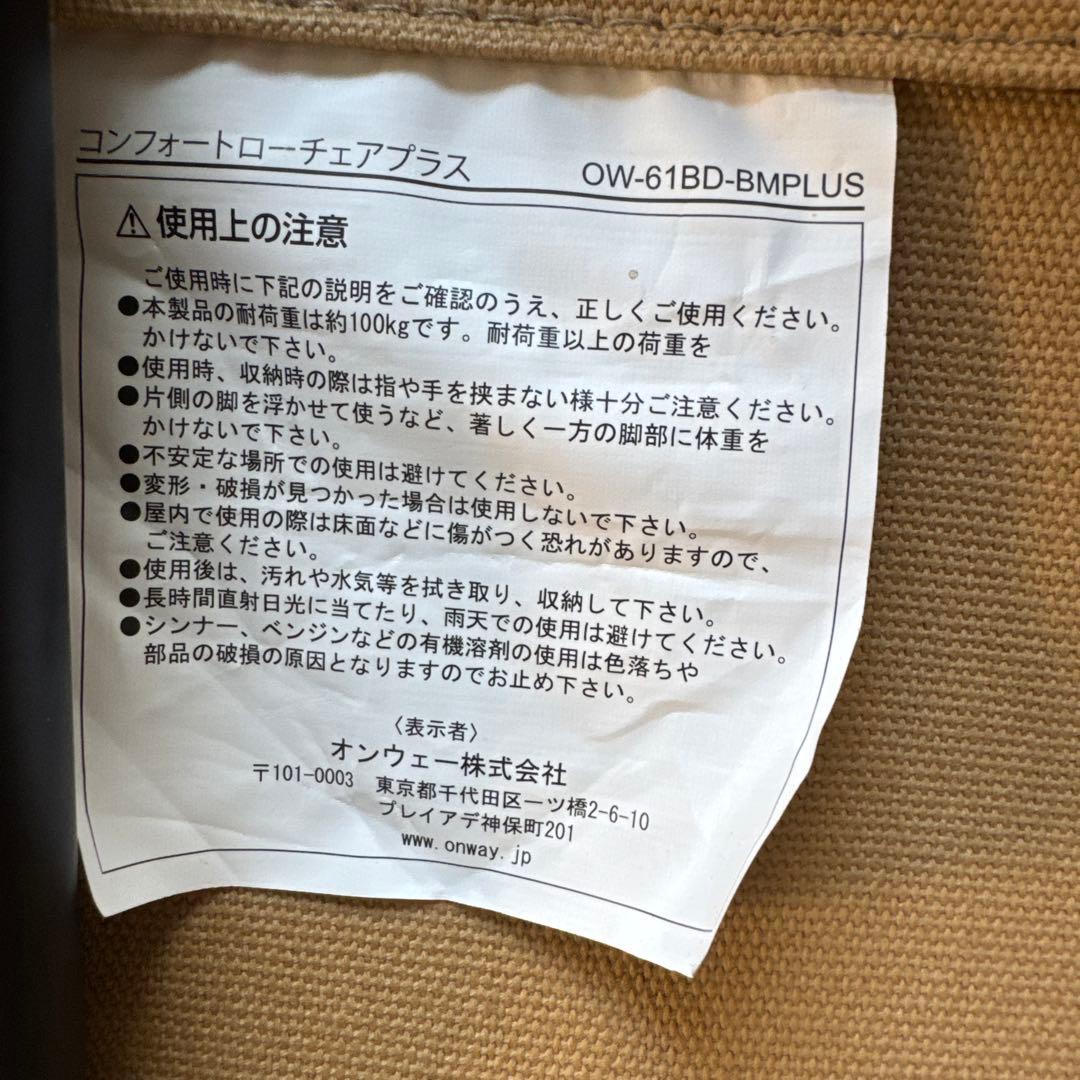 コンフォートローチェアプラス OW-61BD-BMPLUS
⚠使用上の注意
ご使用時に下記の説明をご確認のうえ、正しくご使用ください。
●本製品の耐荷重は約100kgです。耐荷重以上の荷重を
かけないで下さい。
●使用時、収納時の際は指や手を挟まない様十分ご注意ください。
●片側の脚を浮かせて使うなど、著しく一方の脚部に体重を
かけないで下さい。
●不安定な場所での使用は避けてください。
●変形・破損が見つかった場合は使用しないで下さい。
●屋内で使用の際は床面などに傷がつく恐れがありますので、
ご注意ください。
●使用後は、汚れや水気等を拭き取り、収納して下さい。
●長時間直射日光に当てたり、雨天での使用は避けてください。
●シンナー、ベンジンなどの有機溶剤の使用は色落ちや
部品の破損の原因となりますのでお止め下さい。
〈表示者〉
オンウェー株式会社
〒101-0003 東京都千代田区一ツ橋2-6-10
プレイアデ神保町201
www.onway.jp